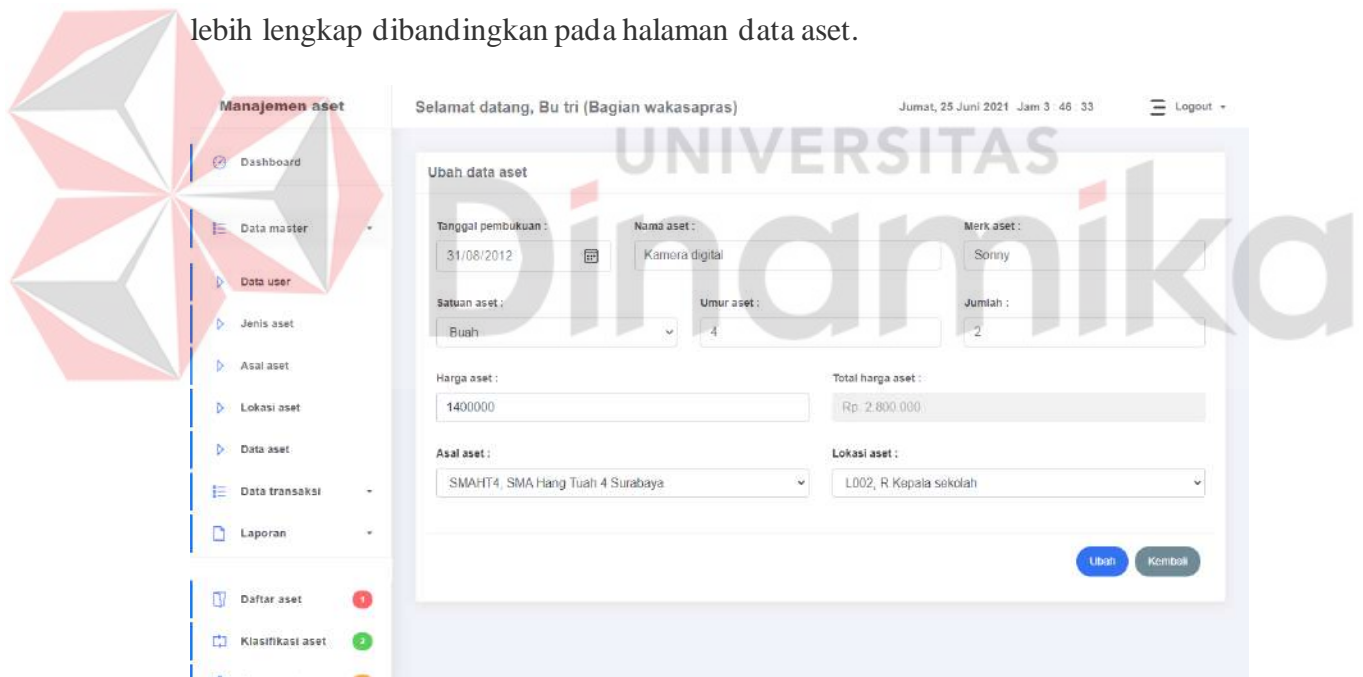 lebih lengkap dibandingkan pada halaman data aset.
Manajemen aset
Selamat datang, Bu tri (Bagian wakasapras)
Jumat, 25 Juni 2021 Jam 3 : 46 : 33
Logout
UNIVERSITAS
Dinamika
Dashboard
Data master
Data user
Jenis aset
Asal aset
Lokasi aset
Data aset
Data transaksi
Laporan
Daftar aset 1
Klasifikasi aset
Ubah data aset
Tanggal pembukuan : Nama aset : Merk aset :
31/08/2012 Kamera digital Sonny
Satuan aset : Umur aset : Jumlah :
Buah 4 2
Harga aset : Total harga aset :
1400000 Rp. 2.800.000
Asal aset : Lokasi aset :
SMAHT4, SMA Hang Tuah 4 Surabaya L002, R.Kepala sekolah
Ubah Kembali